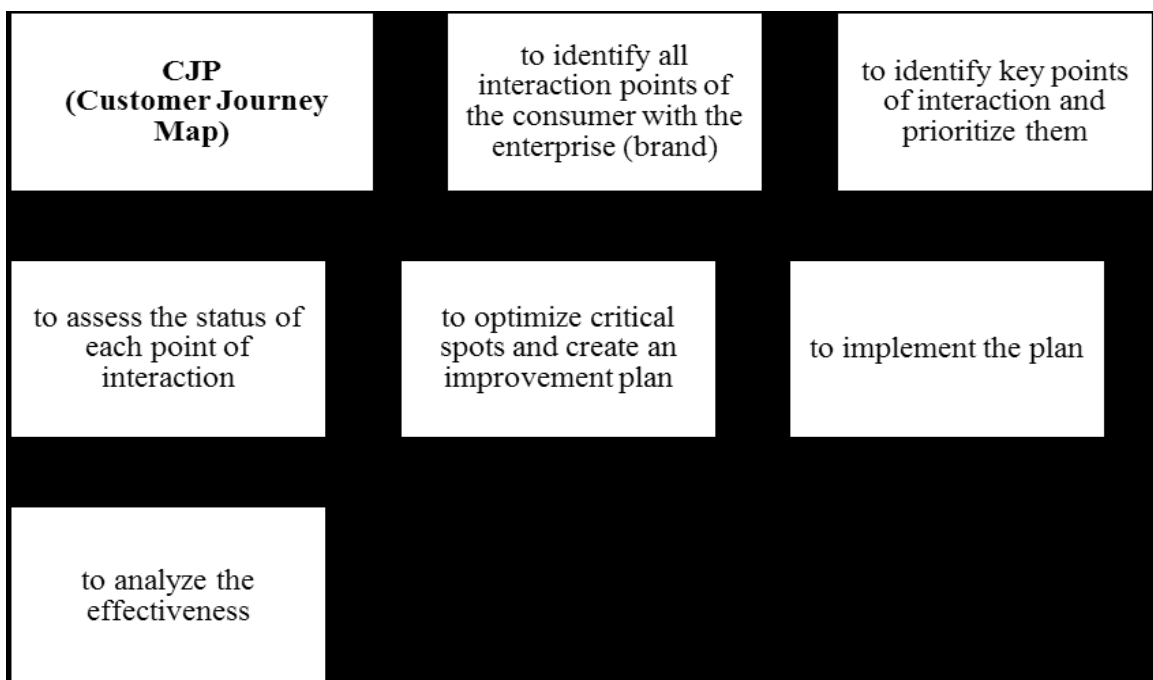 CJP
(Customer Journey
Map)
to identify all
interaction points of
the consumer with the
enterprise (brand)
to identify key points
of interaction and
prioritize them
to assess the status of
each point of
interaction
to optimize critical
spots and create an
improvement plan
to implement the plan
to analyze the
effectiveness